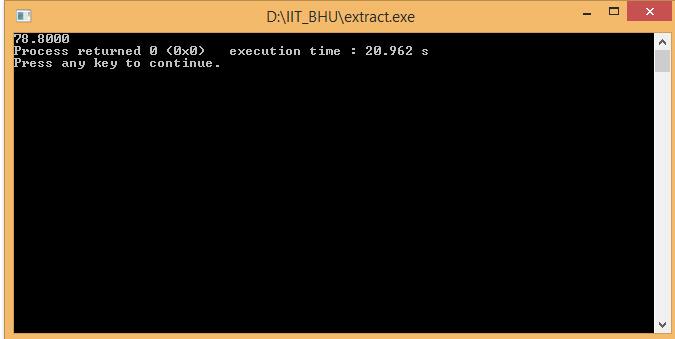 D:\IIT_BHU\extract.exe
78.8000
Process returned 0 (0x0)   execution time : 20.962 s
Press any key to continue.